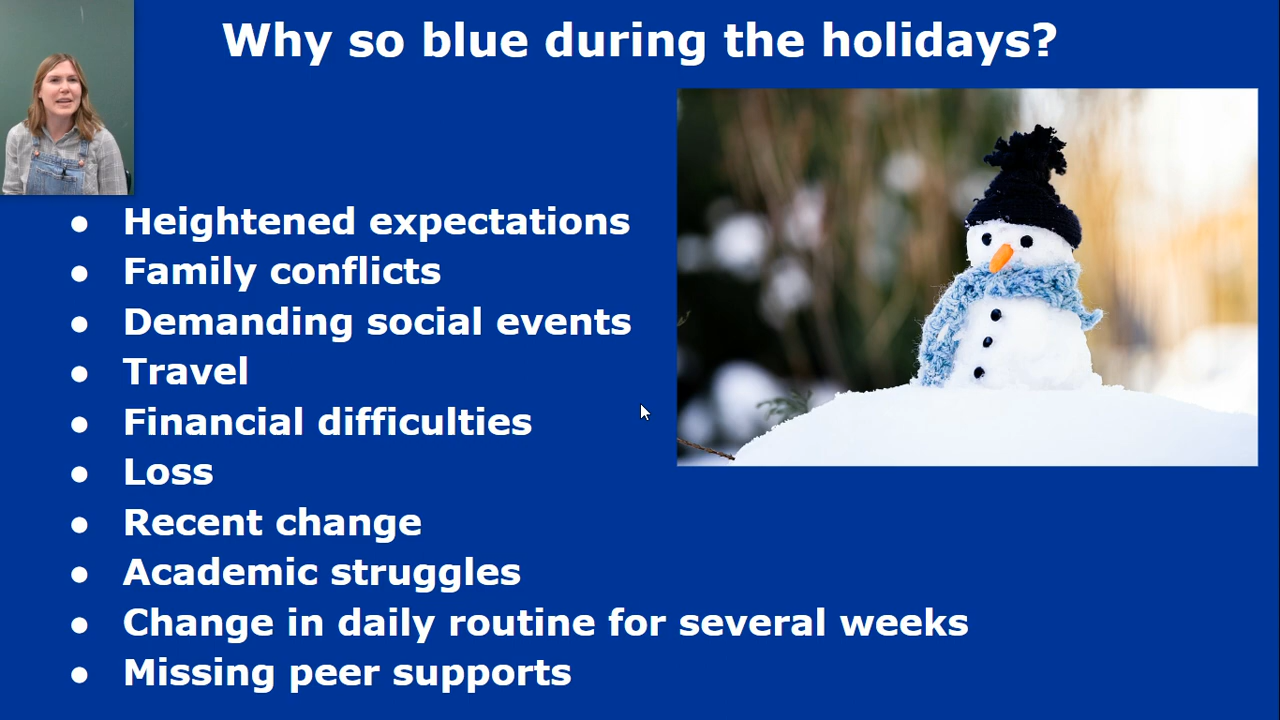 Why so blue during the holidays?
● Heightened expectations
● Family conflicts
● Demanding social events
● Travel
● Financial difficulties
● Loss
● Recent change
● Academic struggles
● Change in daily routine for several weeks
● Missing peer supports